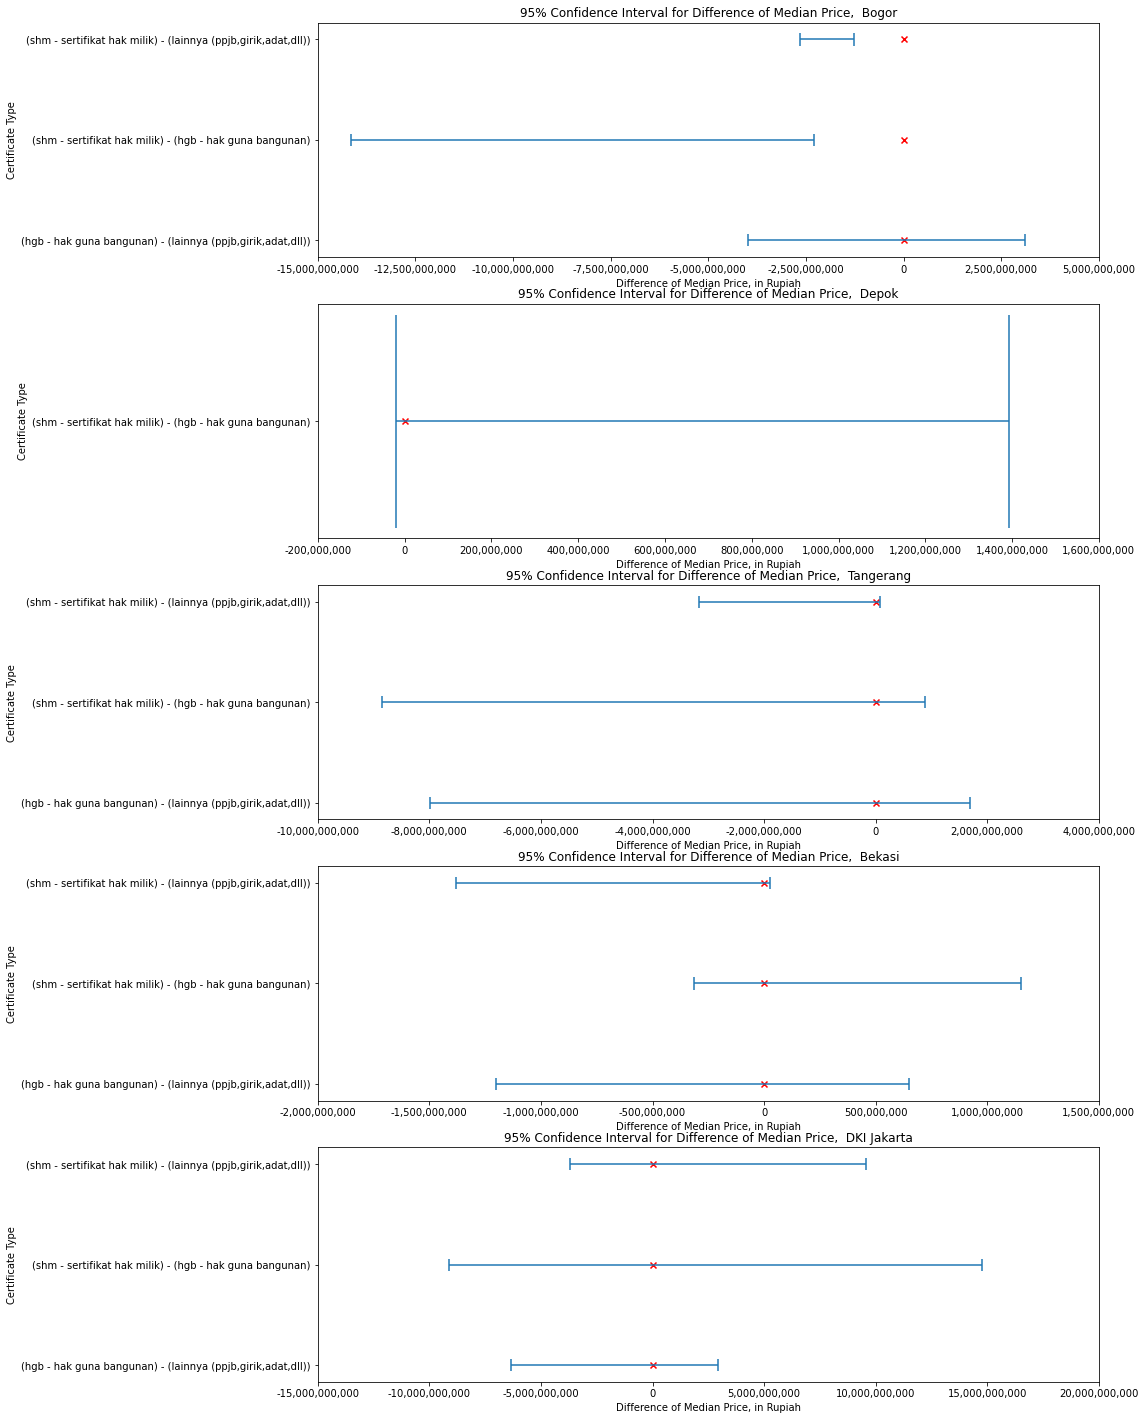 95% Confidence Interval for Difference of Median Price,  Bogor
Certificate Type
(shm - sertifikat hak milik) - (lainnya (ppjb,girik,adat,dll))
(shm - sertifikat hak milik) - (hgb - hak guna bangunan)
(hgb - hak guna bangunan) - (lainnya (ppjb,girik,adat,dll))
-15,000,000,000 -12,500,000,000 -10,000,000,000 -7,500,000,000 -5,000,000,000 -2,500,000,000 0 2,500,000,000 5,000,000,000
Difference of Median Price, in Rupiah
95% Confidence Interval for Difference of Median Price,  Depok
Certificate Type
(shm - sertifikat hak milik) - (hgb - hak guna bangunan)
-200,000,000 0 200,000,000 400,000,000 600,000,000 800,000,000 1,000,000,000 1,200,000,000 1,400,000,000 1,600,000,000
Difference of Median Price, in Rupiah
95% Confidence Interval for Difference of Median Price,  Tangerang
Certificate Type
(shm - sertifikat hak milik) - (lainnya (ppjb,girik,adat,dll))
(shm - sertifikat hak milik) - (hgb - hak guna bangunan)
(hgb - hak guna bangunan) - (lainnya (ppjb,girik,adat,dll))
-10,000,000,000 -8,000,000,000 -6,000,000,000 -4,000,000,000 -2,000,000,000 0 2,000,000,000 4,000,000,000
Difference of Median Price, in Rupiah
95% Confidence Interval for Difference of Median Price,  Bekasi
Certificate Type
(shm - sertifikat hak milik) - (lainnya (ppjb,girik,adat,dll))
(shm - sertifikat hak milik) - (hgb - hak guna bangunan)
(hgb - hak guna bangunan) - (lainnya (ppjb,girik,adat,dll))
-2,000,000,000 -1,500,000,000 -1,000,000,000 -500,000,000 0 500,000,000 1,000,000,000 1,500,000,000
Difference of Median Price, in Rupiah
95% Confidence Interval for Difference of Median Price,  DKI Jakarta
Certificate Type
(shm - sertifikat hak milik) - (lainnya (ppjb,girik,adat,dll))
(shm - sertifikat hak milik) - (hgb - hak guna bangunan)
(hgb - hak guna bangunan) - (lainnya (ppjb,girik,adat,dll))
-15,000,000,000 -10,000,000,000 -5,000,000,000 0 5,000,000,000 10,000,000,000 15,000,000,000 20,000,000,000
Difference of Median Price, in Rupiah